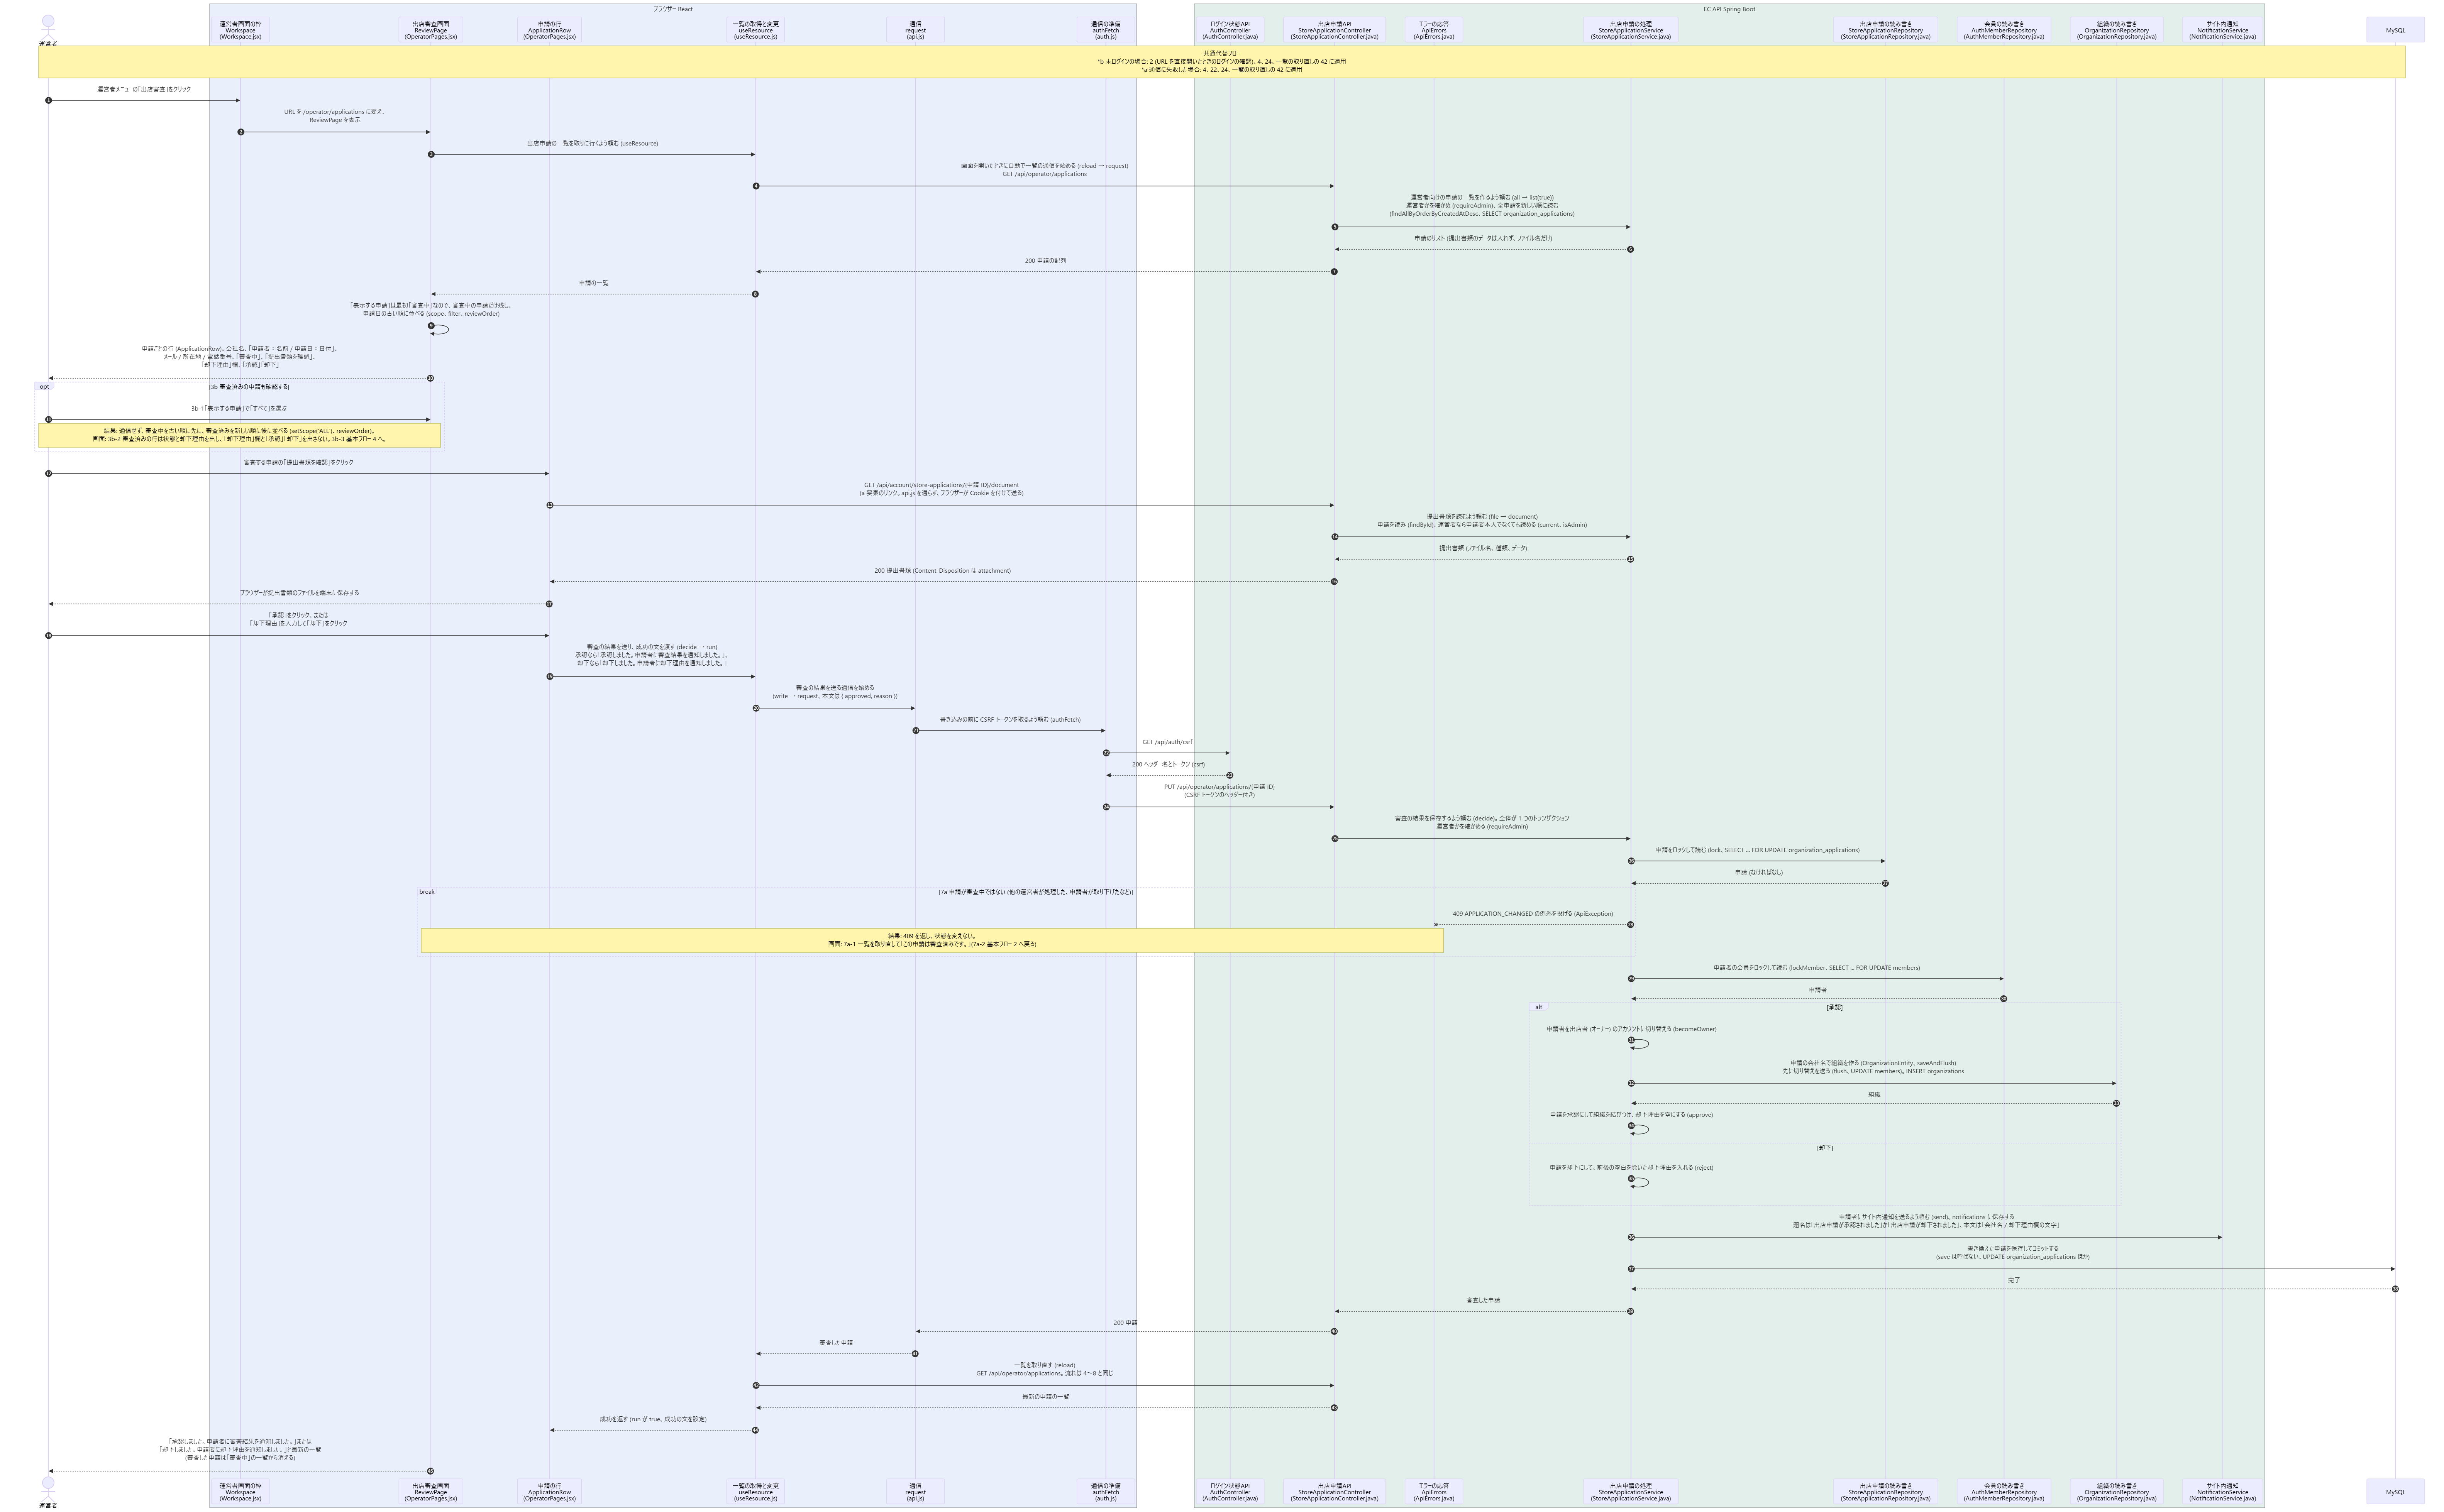 ブラウザー React
EC API Spring Boot
運営者
運営者画面の枠
Workspace
(Workspace.jsx)
出店審査画面
ReviewPage
(OperatorPages.jsx)
申請の行
ApplicationRow
(OperatorPages.jsx)
一覧の取得と変更
useResource
(useResource.js)
通信
request
(api.js)
通信の準備
authFetch
(auth.js)
ログイン状態API
AuthController
(AuthController.java)
出店申請API
StoreApplicationController
(StoreApplicationController.java)
エラーの応答
ApiErrors
(ApiErrors.java)
出店申請の処理
StoreApplicationService
(StoreApplicationService.java)
出店申請の読み書き
StoreApplicationRepository
(StoreApplicationRepository.java)
会員の読み書き
AuthMemberRepository
(AuthMemberRepository.java)
組織の読み書き
OrganizationRepository
(OrganizationRepository.java)
サイト内通知
NotificationService
(NotificationService.java)
MySQL
共通代替フロー
*b 未ログインの場合: 2 (URL を直接開いたときのログインの確認)、4、24、一覧の取り直しの 42 に適用
*a 通信に失敗した場合: 4、22、24、一覧の取り直しの 42 に適用
運営者メニューの「出店審査」をクリック
1
URL を /operator/applications に変え、
ReviewPage を表示
2
出店申請の一覧を取りに行くよう頼む (useResource)
3
画面を開いたときに自動で一覧の通信を始める (reload → request)
GET /api/operator/applications
4
運営者向けの申請の一覧を作るよう頼む (all → list(true))
運営者かを確かめ (requireAdmin)、全申請を新しい順に読む
(findAllByOrderByCreatedAtDesc、SELECT organization_applications)
5
申請のリスト (提出書類のデータは入れず、ファイル名だけ)
6
200 申請の配列
7
申請の一覧
8
「表示する申請」は最初「審査中」なので、審査中の申請だけ残し、
申請日の古い順に並べる (scope、filter、reviewOrder)
9
申請ごとの行 (ApplicationRow)。会社名、「申請者：名前 / 申請日：日付」、
メール / 所在地 / 電話番号、「審査中」、「提出書類を確認」、
「却下理由」欄、「承認」「却下」
10
opt
[3b 審査済みの申請も確認する]
3b-1「表示する申請」で「すべて」を選ぶ
11
結果: 通信せず、審査中を古い順に先に、審査済みを新しい順に後に並べる (setScope('ALL')、reviewOrder)。
画面: 3b-2 審査済みの行は状態と却下理由を出し、「却下理由」欄と「承認」「却下」を出さない。3b-3 基本フロー 4 へ。
審査する申請の「提出書類を確認」をクリック
12
GET /api/account/store-applications/{申請 ID}/document
(a 要素のリンク。api.js を通らず、ブラウザーが Cookie を付けて送る)
13
提出書類を読むよう頼む (file → document)
申請を読み (findById)、運営者なら申請者本人でなくても読める (current、isAdmin)
14
提出書類 (ファイル名、種類、データ)
15
200 提出書類 (Content-Disposition は attachment)
16
ブラウザーが提出書類のファイルを端末に保存する
17
「承認」をクリック、または
「却下理由」を入力して「却下」をクリック
18
審査の結果を送り、成功の文を渡す (decide → run)
承認なら「承認しました。申請者に審査結果を通知しました。」、
却下なら「却下しました。申請者に却下理由を通知しました。」
19
審査の結果を送る通信を始める
(write → request、本文は { approved, reason })
20
書き込みの前に CSRF トークンを取るよう頼む (authFetch)
21
GET /api/auth/csrf
22
200 ヘッダー名とトークン (csrf)
23
PUT /api/operator/applications/{申請 ID}
(CSRF トークンのヘッダー付き)
24
審査の結果を保存するよう頼む (decide)。全体が 1 つのトランザクション
運営者かを確かめる (requireAdmin)
25
申請をロックして読む (lock、SELECT ... FOR UPDATE organization_applications)
26
申請 (なければなし)
27
break
[7a 申請が審査中ではない (他の運営者が処理した、申請者が取り下げたなど)]
409 APPLICATION_CHANGED の例外を投げる (ApiException)
28
結果: 409 を返し、状態を変えない。
画面: 7a-1 一覧を取り直して「この申請は審査済みです。」(7a-2 基本フロー 2 へ戻る)
申請者の会員をロックして読む (lockMember、SELECT ... FOR UPDATE members)
29
申請者
30
alt
[承認]
申請者を出店者 (オーナー) のアカウントに切り替える (becomeOwner)
31
申請の会社名で組織を作る (OrganizationEntity、saveAndFlush)
先に切り替えを送る (flush、UPDATE members)。INSERT organizations
32
組織
33
申請を承認にして組織を結びつけ、却下理由を空にする (approve)
34
[却下]
申請を却下にして、前後の空白を除いた却下理由を入れる (reject)
35
申請者にサイト内通知を送るよう頼む (send)。notifications に保存する
題名は「出店申請が承認されました」か「出店申請が却下されました」、本文は「会社名 / 却下理由欄の文字」
36
書き換えた申請を保存してコミットする
(save は呼ばない。UPDATE organization_applications ほか)
37
完了
38
審査した申請
39
200 申請
40
審査した申請
41
一覧を取り直す (reload)
GET /api/operator/applications。流れは 4～8 と同じ
42
最新の申請の一覧
43
成功を返す (run が true、成功の文を設定)
44
「承認しました。申請者に審査結果を通知しました。」または
「却下しました。申請者に却下理由を通知しました。」と最新の一覧
(審査した申請は「審査中」の一覧から消える)
45
運営者
運営者画面の枠
Workspace
(Workspace.jsx)
出店審査画面
ReviewPage
(OperatorPages.jsx)
申請の行
ApplicationRow
(OperatorPages.jsx)
一覧の取得と変更
useResource
(useResource.js)
通信
request
(api.js)
通信の準備
authFetch
(auth.js)
ログイン状態API
AuthController
(AuthController.java)
出店申請API
StoreApplicationController
(StoreApplicationController.java)
エラーの応答
ApiErrors
(ApiErrors.java)
出店申請の処理
StoreApplicationService
(StoreApplicationService.java)
出店申請の読み書き
StoreApplicationRepository
(StoreApplicationRepository.java)
会員の読み書き
AuthMemberRepository
(AuthMemberRepository.java)
組織の読み書き
OrganizationRepository
(OrganizationRepository.java)
サイト内通知
NotificationService
(NotificationService.java)
MySQL